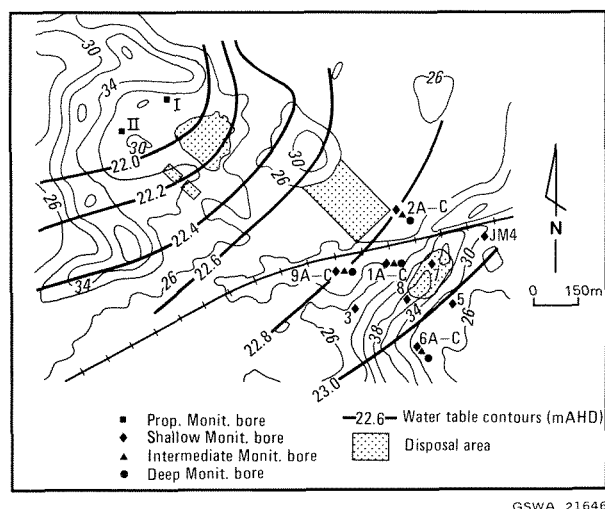 30
34
26
I
II
30
30
26
22.0
22.2
22.4
22.6
26
34
26
26
2A–C
JM4
9A–C
1A–C
7
30
8
34
5
3
38
26
26
6A–C
22.8
23.0
N
0 150m
Prop. Monit. bore
Shallow Monit. bore
Intermediate Monit. bore
Deep Monit. bore
22.6 Water table contours (mAHD)
Disposal area
GSWA 21646